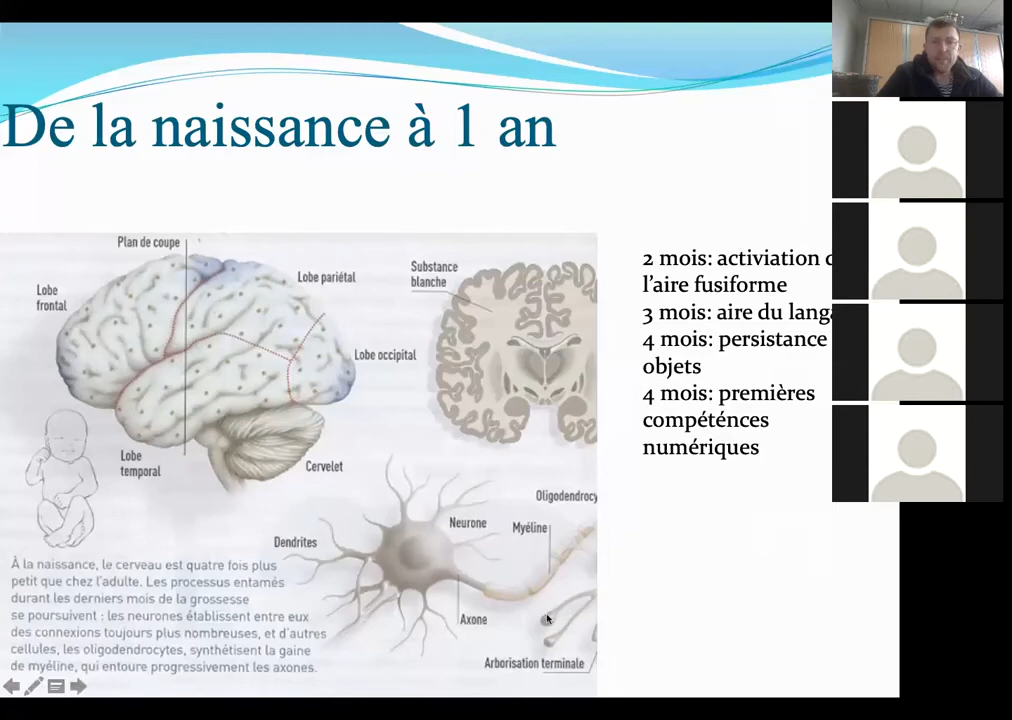 De la naissance à 1 an
Plan de coupe
Lobe
frontal
Lobe pariétal
Lobe occipital
Lobe
temporal
Cervelet
Substance
blanche
Oligodendrocy
Neurone
Myéline
Dendrites
Axone
Arborisation terminale
À la naissance, le cerveau est quatre fois plus
petit que chez l'adulte. Les processus entamés
durant les derniers mois de la grossesse
se poursuivent : les neurones établissent entre eux
des connexions toujours plus nombreuses, et d'autres
cellules, les oligodendrocytes, synthétisent la gaine
de myéline, qui entoure progressivement les axones.
2 mois: activiation
l'aire fusiforme
3 mois: aire du langa
4 mois: persistance
objets
4 mois: premières
compéténces
numériques